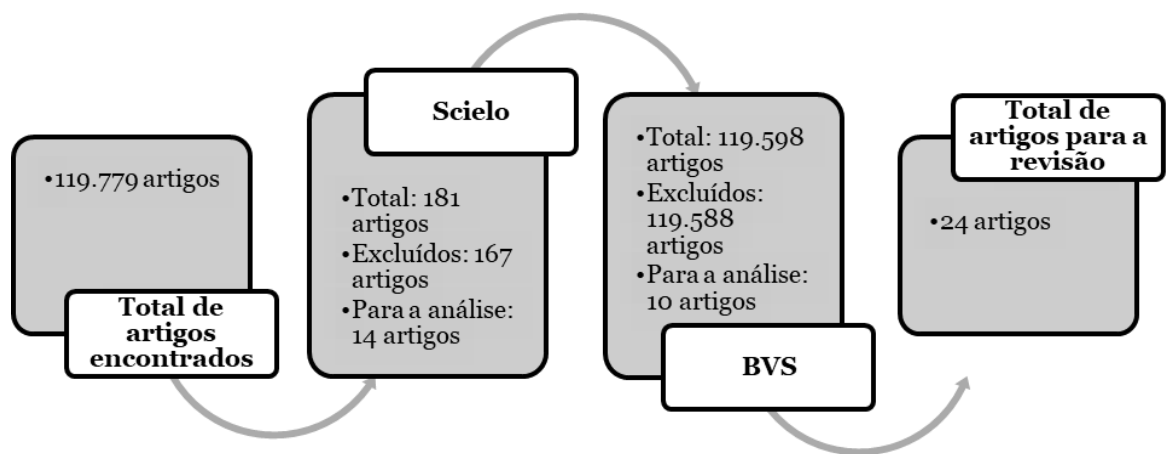 •119.779 artigos
Total de
artigos
encontrados
Scielo
•Total: 181
artigos
•Excluídos: 167
artigos
•Para a análise:
14 artigos
•Total: 119.598
artigos
•Excluídos:
119.588
artigos
•Para a análise:
10 artigos
BVS
Total de
artigos para a
revisão
•24 artigos